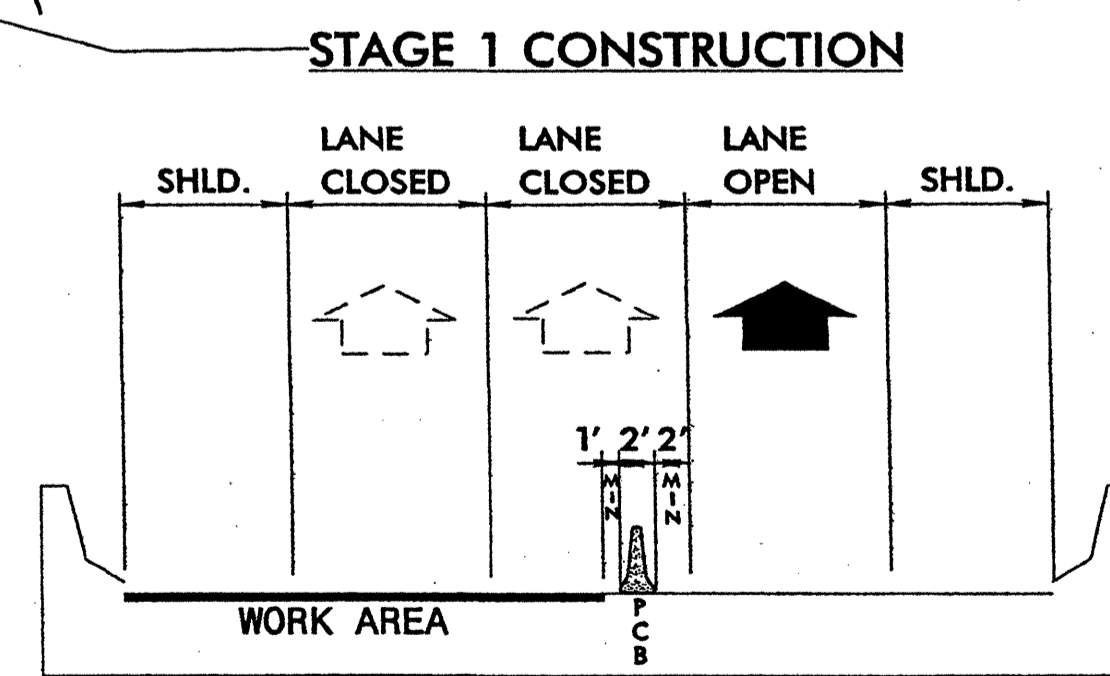 STAGE 1 CONSTRUCTION
SHLD.
LANE
CLOSED
LANE
CLOSED
LANE
OPEN
SHLD.
1' 2' 2'
MIN
MIN
WORK AREA
PCB